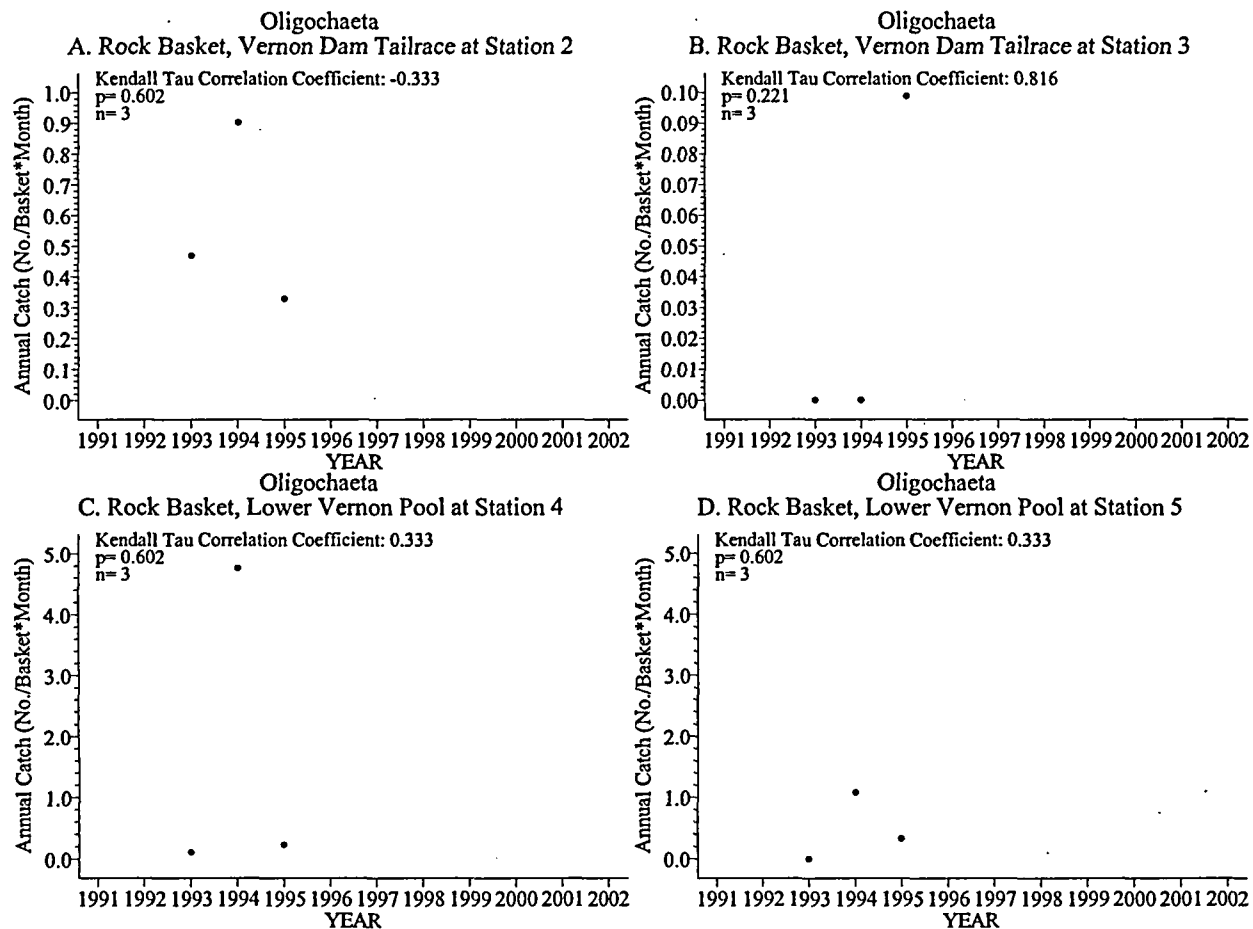 Oligochaeta
A. Rock Basket, Vernon Dam Tailrace at Station 2
Kendall Tau Correlation Coefficient: -0.333
p= 0.602
n= 3
Annual Catch (No./Basket*Month)
1.0
0.9
0.8
0.7
0.6
0.5
0.4
0.3
0.2
0.1
0.0
1991 1992 1993 1994 1995 1996 1997 1998 1999 2000 2001 2002
YEAR
Oligochaeta
B. Rock Basket, Vernon Dam Tailrace at Station 3
Kendall Tau Correlation Coefficient: 0.816
p= 0.221
n= 3
Annual Catch (No./Basket*Month)
0.10
0.09
0.08
0.07
0.06
0.05
0.04
0.03
0.02
0.01
0.00
1991 1992 1993 1994 1995 1996 1997 1998 1999 2000 2001 2002
YEAR
Oligochaeta
C. Rock Basket, Lower Vernon Pool at Station 4
Kendall Tau Correlation Coefficient: 0.333
p= 0.602
n= 3
Annual Catch (No./Basket*Month)
5.0
4.0
3.0
2.0
1.0
0.0
1991 1992 1993 1994 1995 1996 1997 1998 1999 2000 2001 2002
YEAR
Oligochaeta
D. Rock Basket, Lower Vernon Pool at Station 5
Kendall Tau Correlation Coefficient: 0.333
p= 0.602
n= 3
Annual Catch (No./Basket*Month)
5.0
4.0
3.0
2.0
1.0
0.0
1991 1992 1993 1994 1995 1996 1997 1998 1999 2000 2001 2002
YEAR